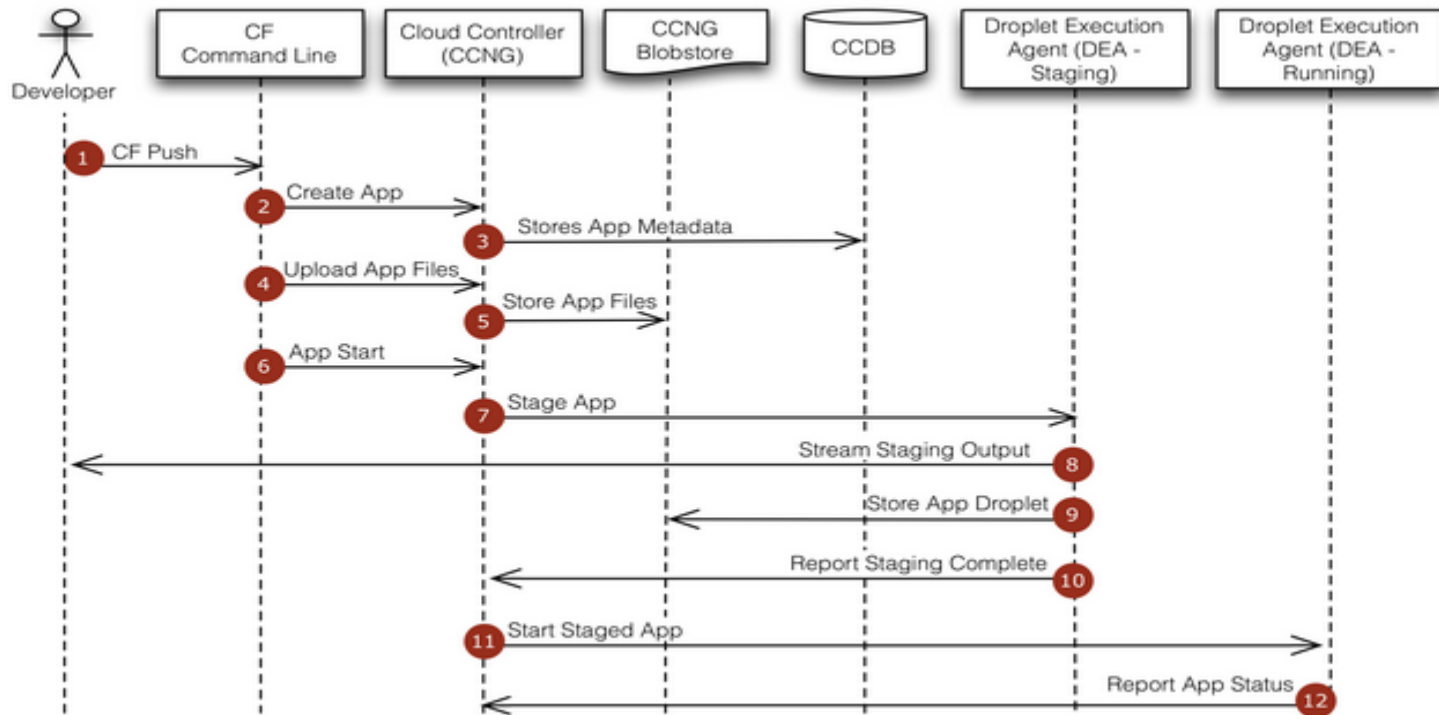 Developer
CF
Command Line
Cloud Controller
(CCNG)
CCNG
Blobstore
CCDB
Droplet Execution
Agent (DEA -
Staging)
Droplet Execution
Agent (DEA -
Running)
1 CF Push
2 Create App
3 Stores App Metadata
4 Upload App Files
5 Store App Files
6 App Start
7 Stage App
Stream Staging Output 8
Store App Droplet 9
Report Staging Complete 10
11 Start Staged App
Report App Status 12